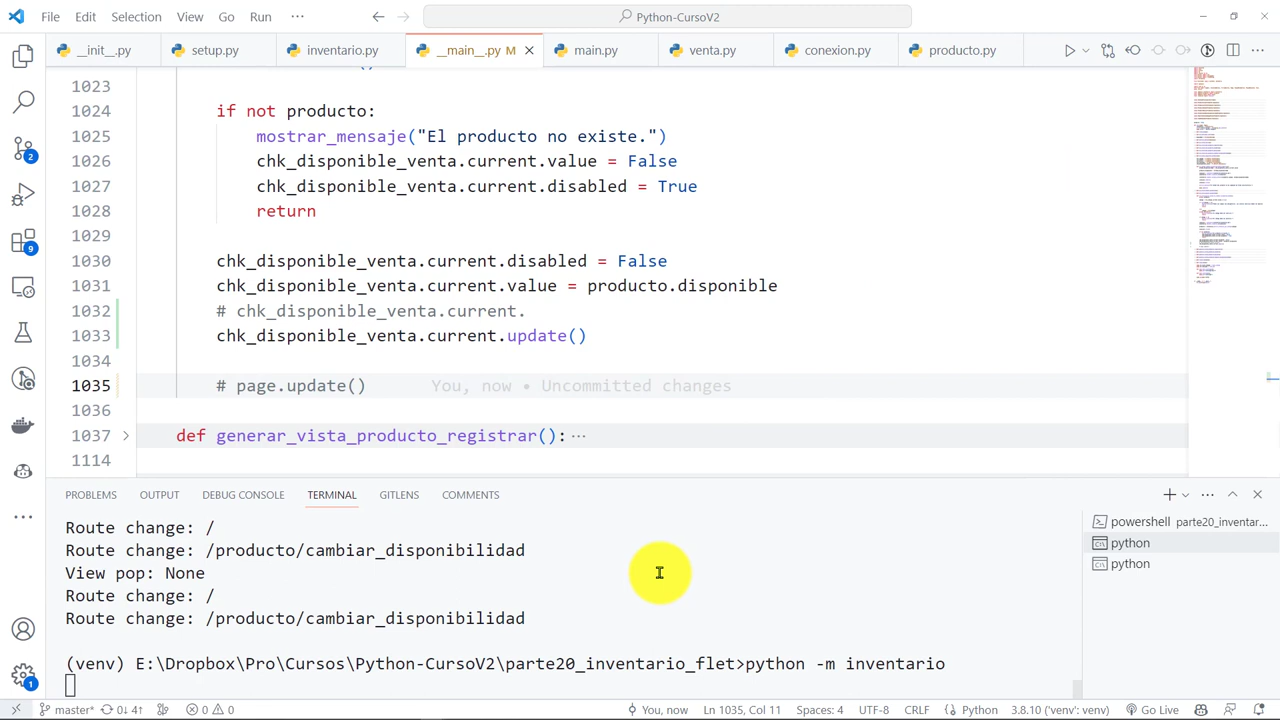 File Edit Selection View Go Run ··· Python-CursoV2
__init__.py setup.py inventario.py __main__.py M main.py venta.py conexion.py producto.py
1023
1024 if not producto:
1025 mostrar_mensaje('El producto no existe.')
1026 chk_disponible_venta.current.value = False
1027 chk_disponible_venta.current.disabled = True
1028 return
1029
1030 chk_disponible_venta.current.disabled = False
1031 chk_disponible_venta.current.value = producto.disponible
1032 # chk_disponible_venta.current.
1033 chk_disponible_venta.current.update()
1034
1035 # page.update() You, now • Uncommitted changes
1036
1037 def generar_vista_producto_registrar():···
1114
PROBLEMS OUTPUT DEBUG CONSOLE TERMINAL GITLENS COMMENTS
Route change: /
Route change: /producto/cambiar_disponibilidad
View pop: None
Route change: /
Route change: /producto/cambiar_disponibilidad
(venv) E:\Dropbox\Pro\Cursos\Python-CursoV2\parte20_inventario_flet>python -m inventario
powershell parte20_inventar...
python
python
2
2
1
master* 0↓ 4↑ 0 0 You, now Ln 1035, Col 11 Spaces: 4 UTF-8 CRLF Python 3.8.10 ('venv': venv) Go Live